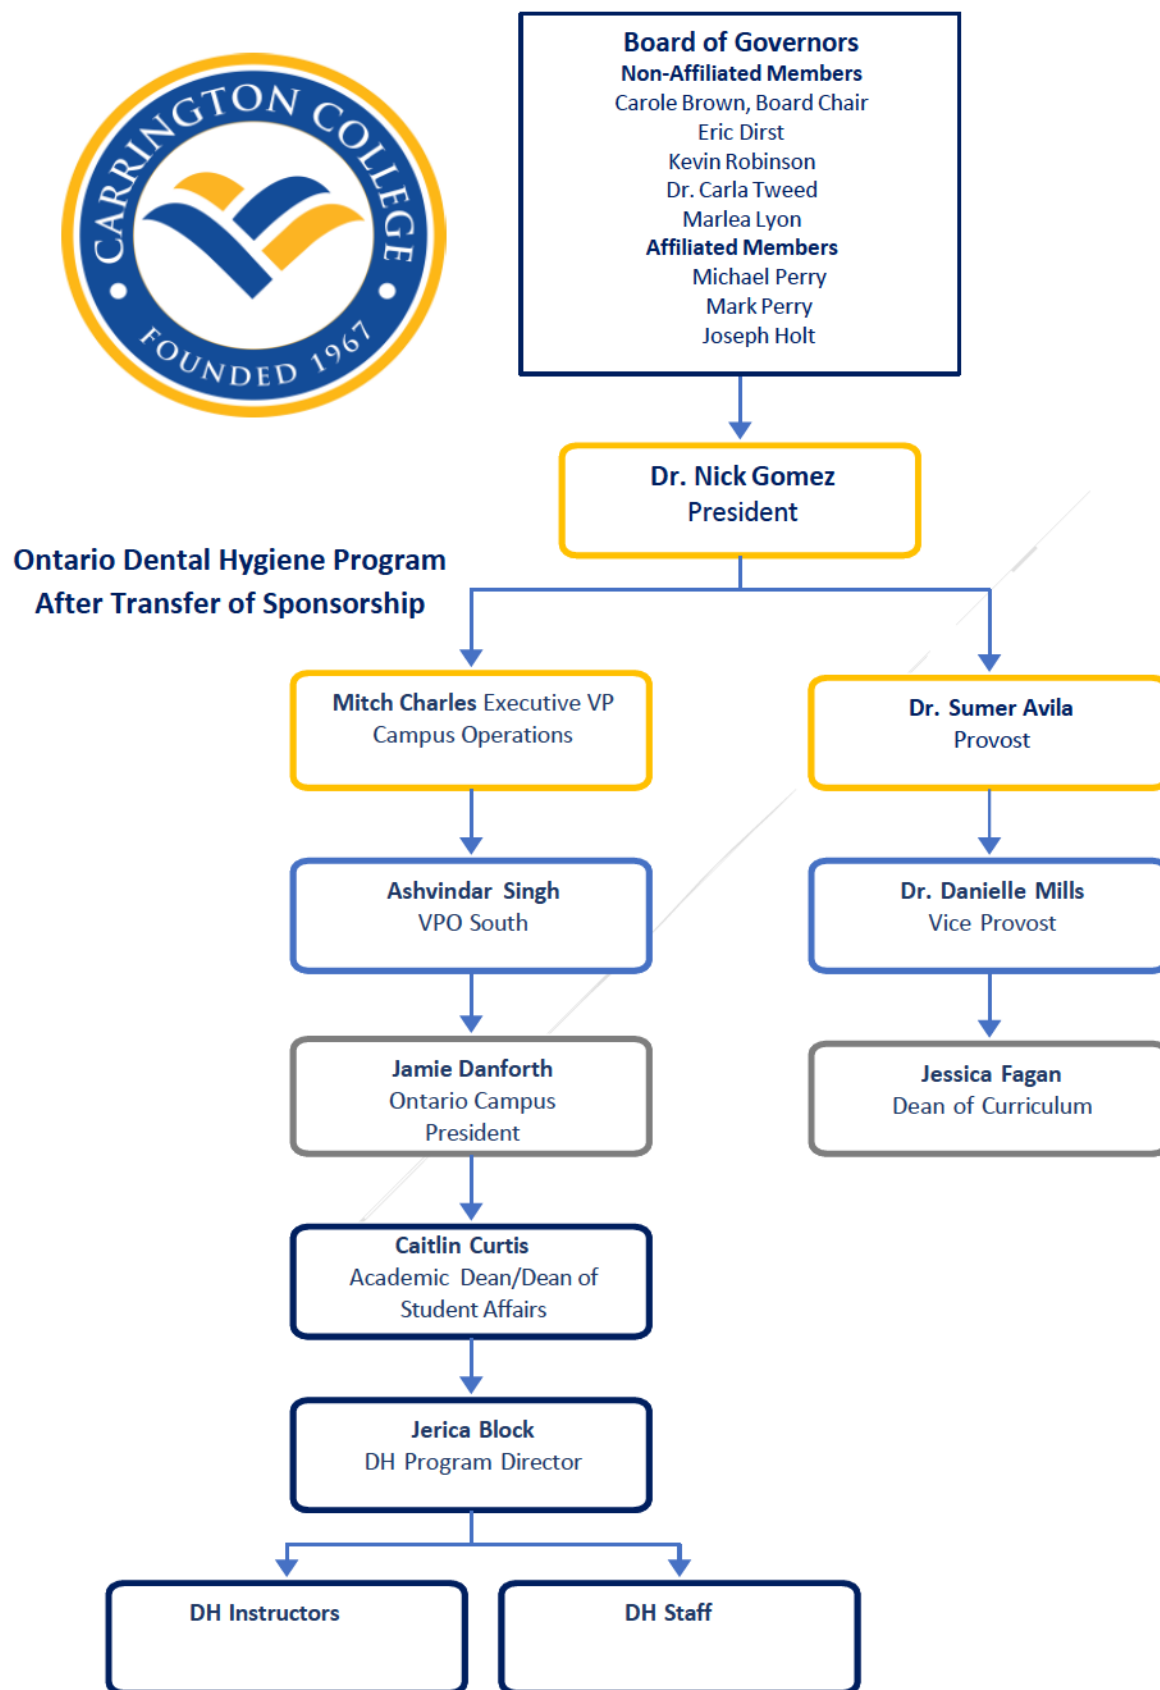 CARRINGTON COLLEGE
FOUNDED 1967
Board of Governors
Non-Affiliated Members
Carole Brown, Board Chair
Eric Dirst
Kevin Robinson
Dr. Carla Tweed
Marlea Lyon
Affiliated Members
Michael Perry
Mark Perry
Joseph Holt
Dr. Nick Gomez
President
Ontario Dental Hygiene Program
After Transfer of Sponsorship
Mitch Charles Executive VP
Campus Operations
Dr. Sumer Avila
Provost
Ashvindar Singh
VPO South
Dr. Danielle Mills
Vice Provost
Jamie Danforth
Ontario Campus
President
Jessica Fagan
Dean of Curriculum
Caitlin Curtis
Academic Dean/Dean of
Student Affairs
Jerica Block
DH Program Director
DH Instructors
DH Staff